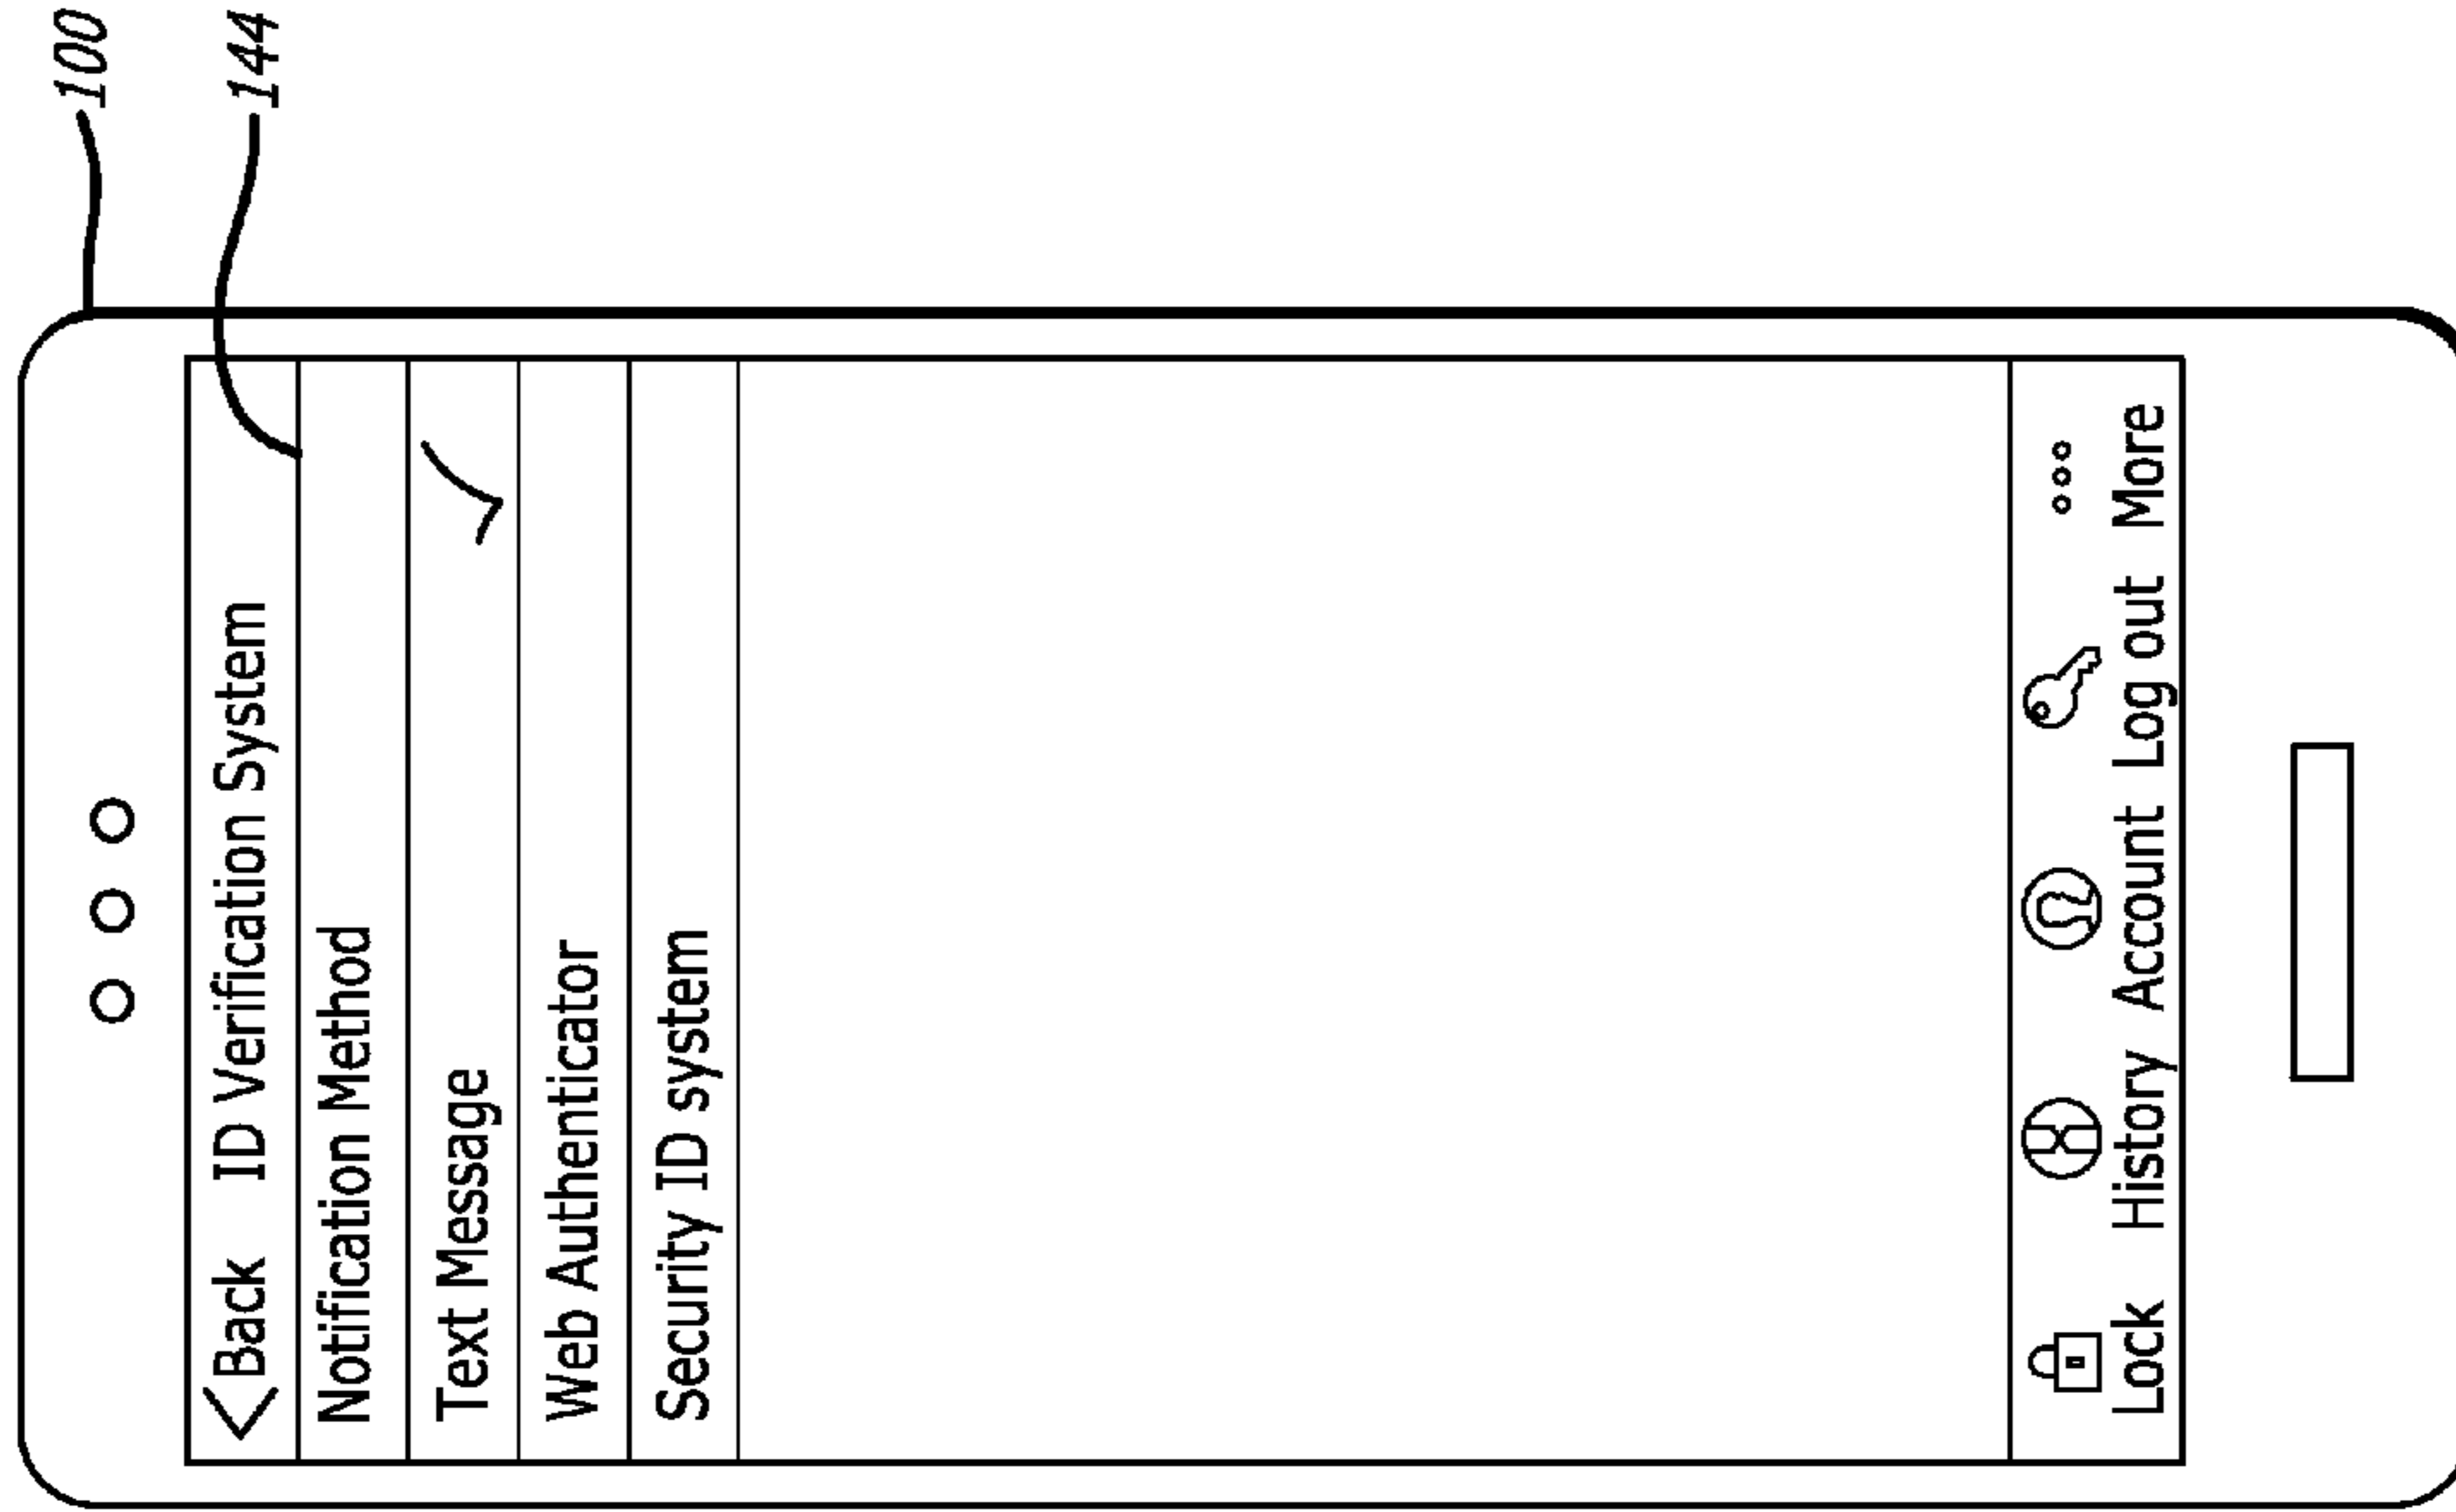 100
144
<Back ID Verification System
Notification Method
Text Message
Web Authenticator
Security ID system
Lock History Account Log out More